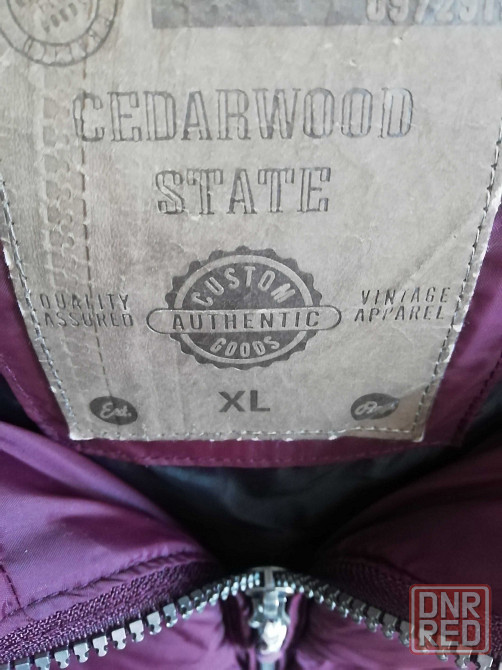 CEDARWOOD
STATE
CUSTOM
QUALITY
ASSURED
AUTHENTIC
VINTAGE
APPAREL
GOODS
Est.
XL
DNR
RED